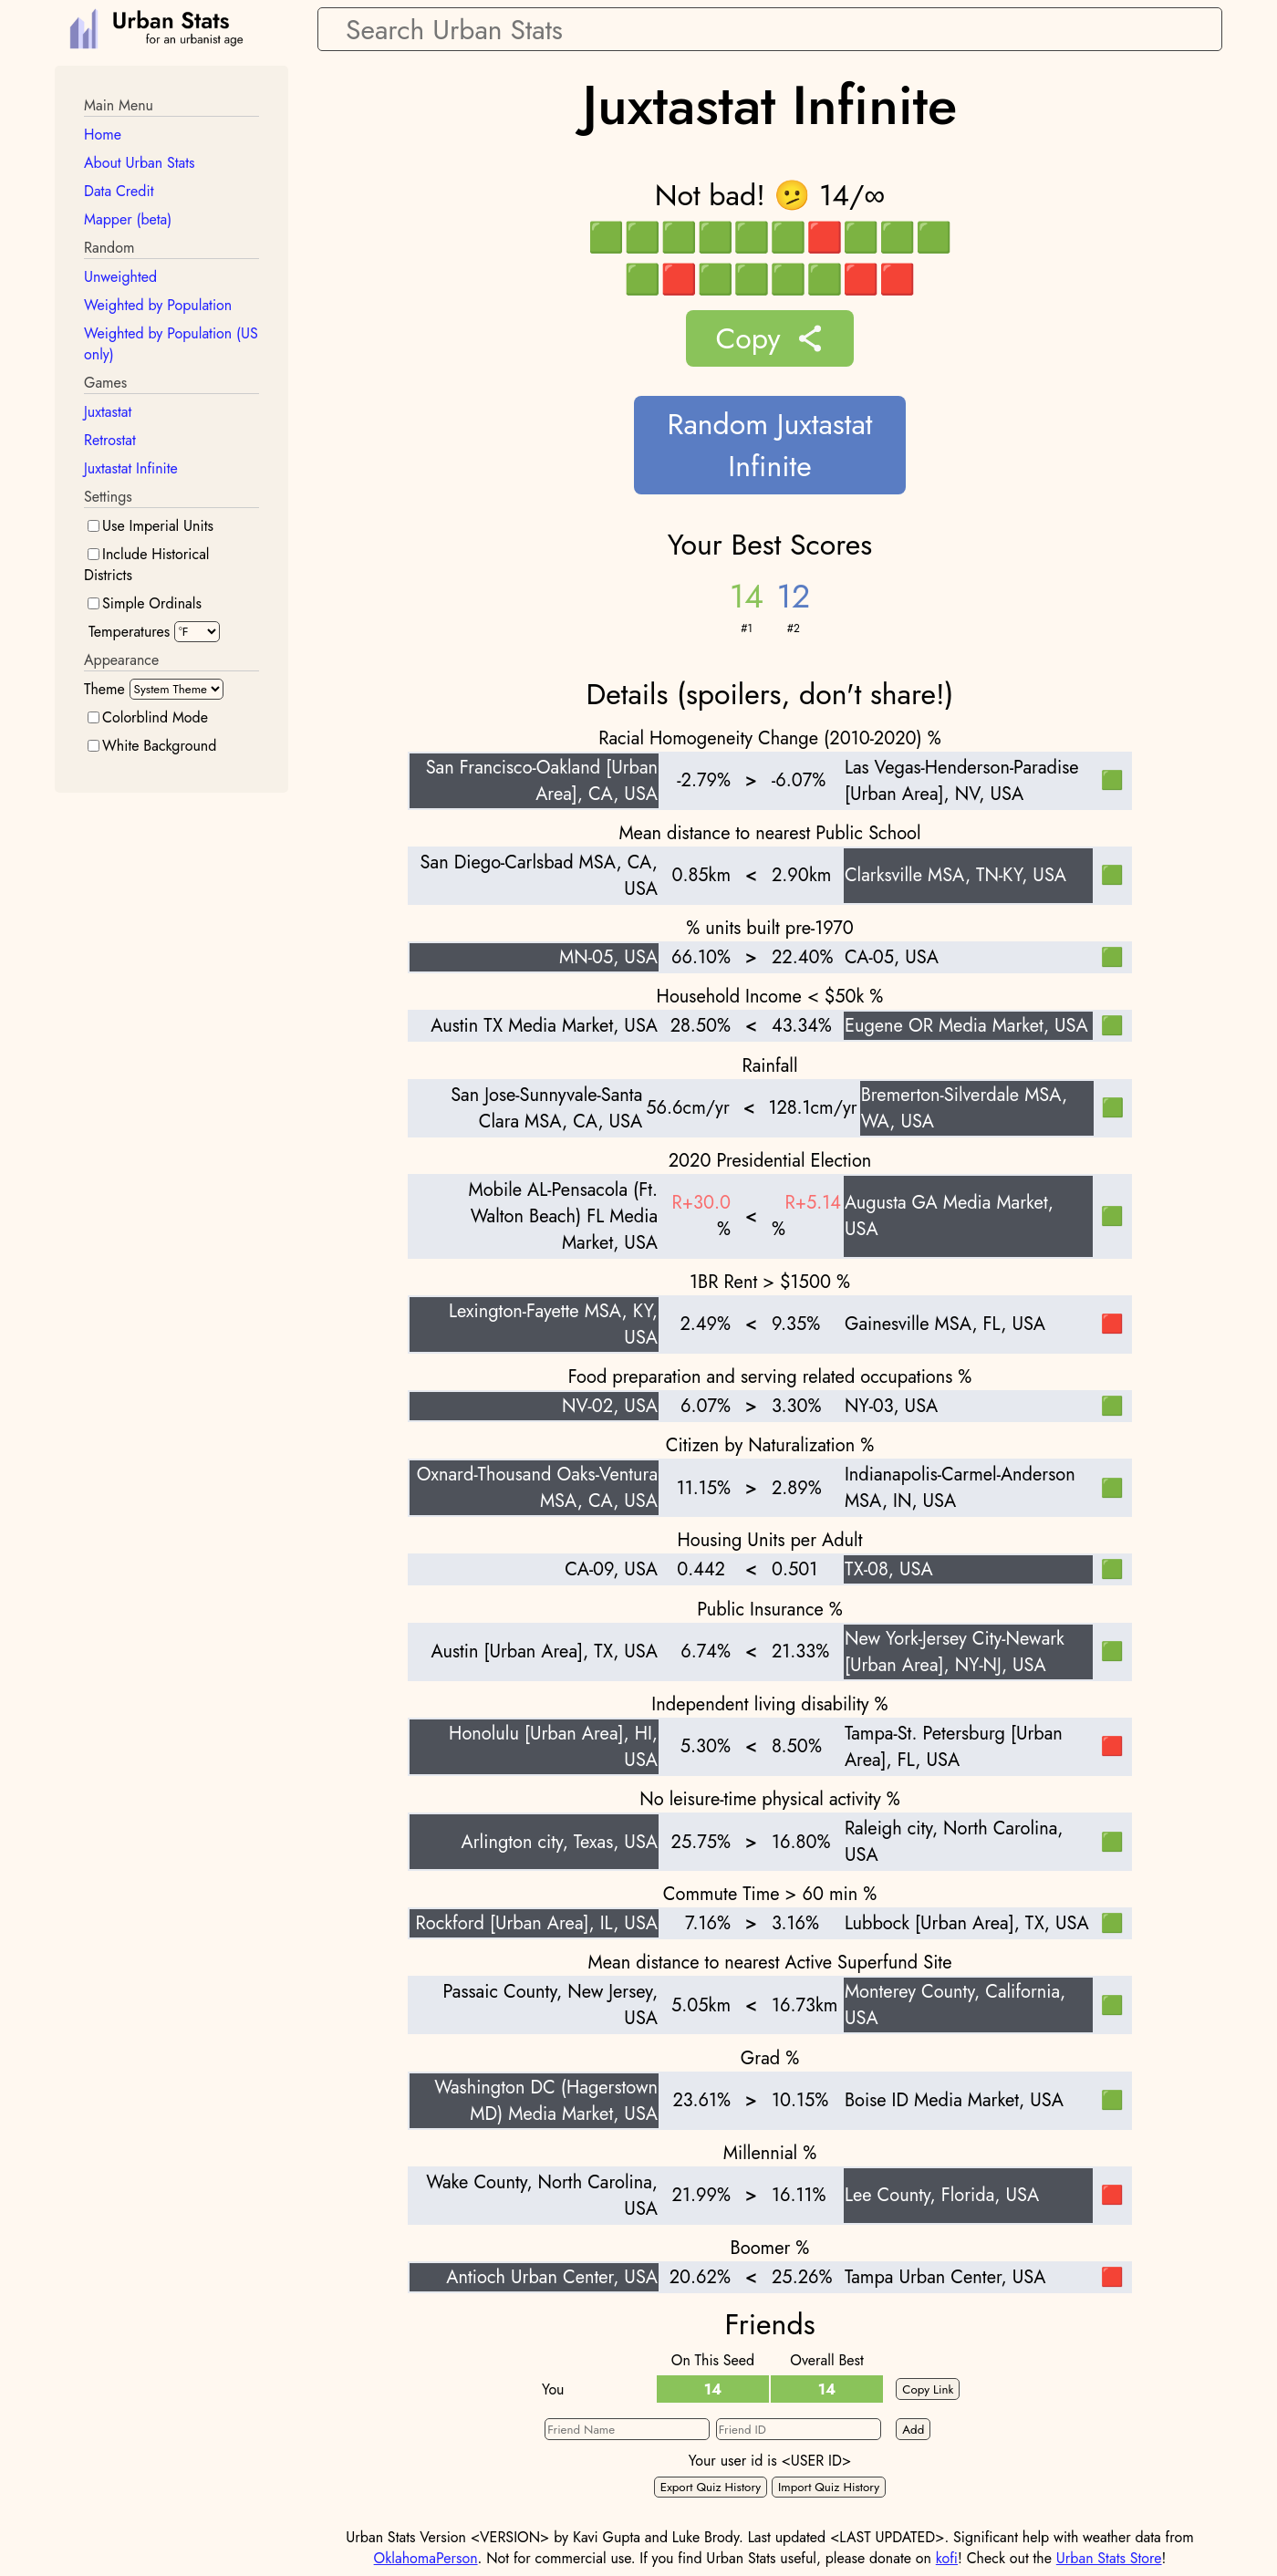 Urban Stats
for an urbanist age
Search Urban Stats
Main Menu
Home
About Urban Stats
Data Credit
Mapper (beta)
Random
Unweighted
Weighted by Population
Weighted by Population (US
only)
Games
Juxtastat
Retrostat
Juxtastat Infinite
Settings
Use Imperial Units
Include Historical
Districts
Simple Ordinals
Temperatures °F
Appearance
Theme System Theme
Colorblind Mode
White Background
Juxtastat Infinite
Not bad! 🫤 14/∞
🟩🟩🟩🟩🟩🟩🟥🟩🟩🟩
🟩🟥🟩🟩🟩🟩🟥🟥
Copy
Random Juxtastat
Infinite
Your Best Scores
14 12
#1 #2
Details (spoilers, don't share!)
Racial Homogeneity Change (2010-2020) %
San Francisco-Oakland [Urban
Area], CA, USA
-2.79% > -6.07%
Las Vegas-Henderson-Paradise
[Urban Area], NV, USA
🟩
Mean distance to nearest Public School
San Diego-Carlsbad MSA, CA,
USA
0.85km < 2.90km
Clarksville MSA, TN-KY, USA
🟩
% units built pre-1970
MN-05, USA 66.10% > 22.40% CA-05, USA 🟩
Household Income < $50k %
Austin TX Media Market, USA 28.50% < 43.34% Eugene OR Media Market, USA 🟩
Rainfall
San Jose-Sunnyvale-Santa
Clara MSA, CA, USA
56.6cm/yr < 128.1cm/yr
Bremerton-Silverdale MSA,
WA, USA
🟩
2020 Presidential Election
Mobile AL-Pensacola (Ft.
Walton Beach) FL Media
Market, USA
R+30.0
%
<
R+5.14
%
Augusta GA Media Market,
USA
🟩
1BR Rent > $1500 %
Lexington-Fayette MSA, KY,
USA
2.49% < 9.35% Gainesville MSA, FL, USA 🟥
Food preparation and serving related occupations %
NV-02, USA 6.07% > 3.30% NY-03, USA 🟩
Citizen by Naturalization %
Oxnard-Thousand Oaks-Ventura
MSA, CA, USA
11.15% > 2.89%
Indianapolis-Carmel-Anderson
MSA, IN, USA
🟩
Housing Units per Adult
CA-09, USA 0.442 < 0.501 TX-08, USA 🟩
Public Insurance %
Austin [Urban Area], TX, USA 6.74% < 21.33%
New York-Jersey City-Newark
[Urban Area], NY-NJ, USA
🟩
Independent living disability %
Honolulu [Urban Area], HI,
USA
5.30% < 8.50%
Tampa-St. Petersburg [Urban
Area], FL, USA
🟥
No leisure-time physical activity %
Arlington city, Texas, USA 25.75% > 16.80%
Raleigh city, North Carolina,
USA
🟩
Commute Time > 60 min %
Rockford [Urban Area], IL, USA 7.16% > 3.16% Lubbock [Urban Area], TX, USA 🟩
Mean distance to nearest Active Superfund Site
Passaic County, New Jersey,
USA
5.05km < 16.73km
Monterey County, California,
USA
🟩
Grad %
Washington DC (Hagerstown
MD) Media Market, USA
23.61% > 10.15% Boise ID Media Market, USA 🟩
Millennial %
Wake County, North Carolina,
USA
21.99% > 16.11% Lee County, Florida, USA 🟥
Boomer %
Antioch Urban Center, USA 20.62% < 25.26% Tampa Urban Center, USA 🟥
Friends
On This Seed Overall Best
You 14 14 Copy Link
Friend Name Friend ID Add
Your user id is <USER ID>
Export Quiz History Import Quiz History
Urban Stats Version <VERSION> by Kavi Gupta and Luke Brody. Last updated <LAST UPDATED>. Significant help with weather data from
OklahomaPerson. Not for commercial use. If you find Urban Stats useful, please donate on kofi! Check out the Urban Stats Store!